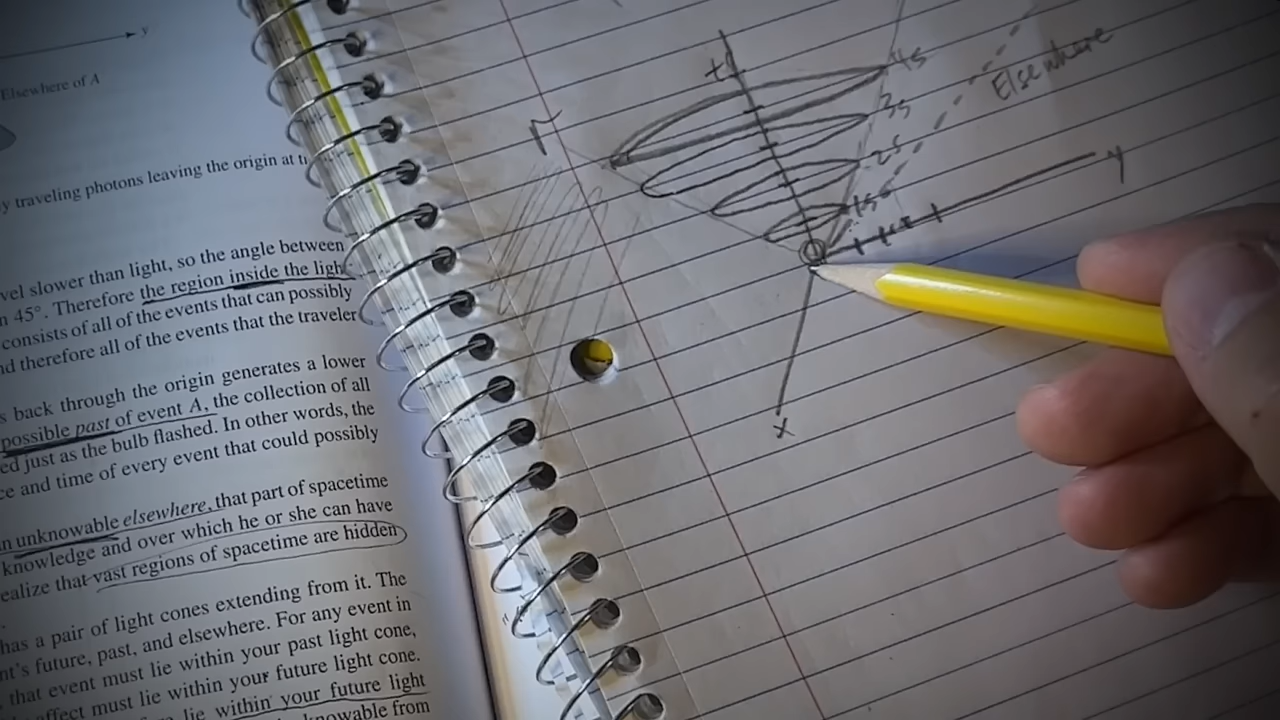 y
Elsewhere of A
y traveling photons leaving the origin at t
vel slower than light, so the angle between
n 45°. Therefore the region inside the ligh
consists of all of the events that can possibly
nd therefore all of the events that the traveler
s back through the origin generates a lower
possible past of event A, the collection of all
ed just as the bulb flashed. In other words, the
ce and time of every event that could possibly
an unknowable elsewhere, that part of spacetime
knowledge and over which he or she can have
ealize that vast regions of spacetime are hidden
has a pair of light cones extending from it. The
nt's future, past, and elsewhere. For any event in
that event must lie within your past light cone,
effect must lie within your future light cone.
lie within your future light
knowable from
4s
3s
2s
1s
Elsewhere
y
x